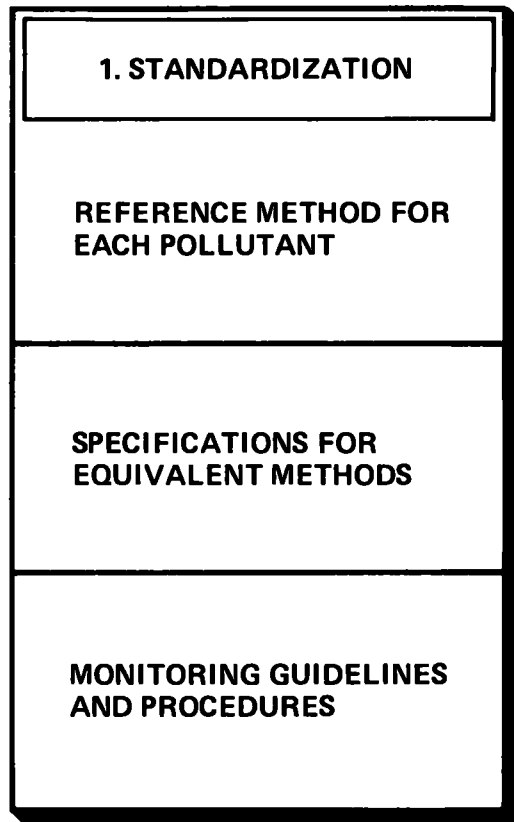 1. STANDARDIZATION
REFERENCE METHOD FOR
EACH POLLUTANT
SPECIFICATIONS FOR
EQUIVALENT METHODS
MONITORING GUIDELINES
AND PROCEDURES